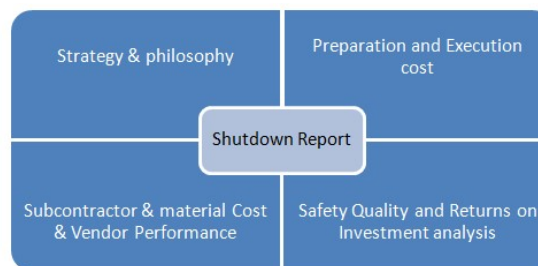 Strategy & philosophy
Preparation and Execution
cost
Shutdown Report
Subcontractor & material Cost
& Vendor Performance
Safety Quality and Returns on
Investment analysis